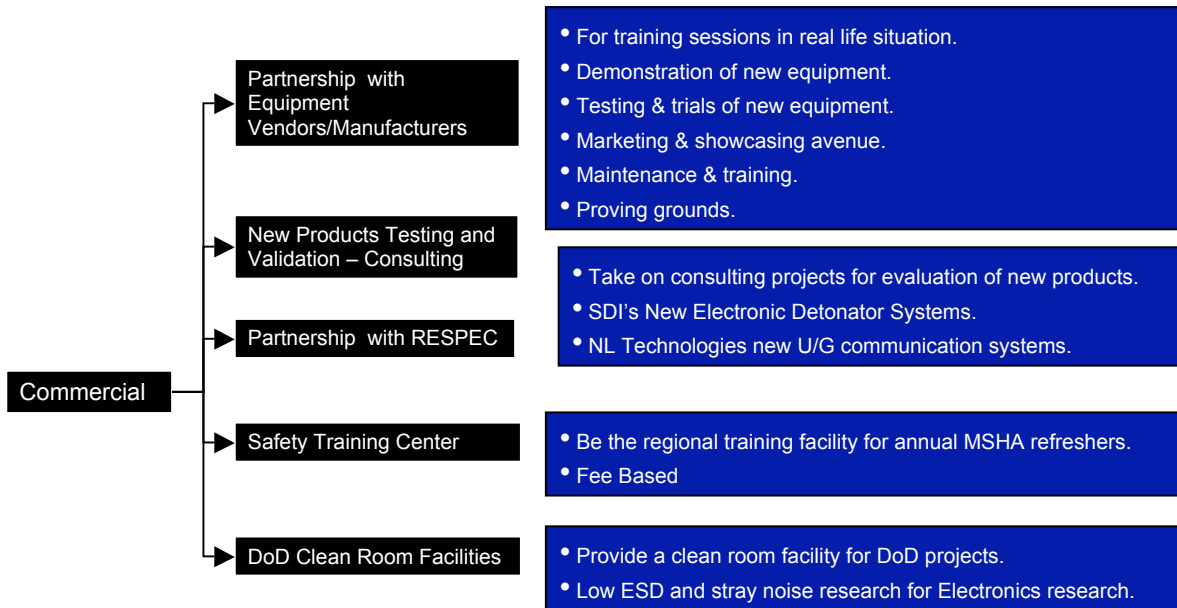 Commercial
Partnership with
Equipment
Vendors/Manufacturers
• For training sessions in real life situation.
• Demonstration of new equipment.
• Testing & trials of new equipment.
• Marketing & showcasing avenue.
• Maintenance & training.
• Proving grounds.
New Products Testing and
Validation – Consulting
• Take on consulting projects for evaluation of new products.
• SDI's New Electronic Detonator Systems.
• NL Technologies new U/G communication systems.
Partnership with RESPEC
Safety Training Center
• Be the regional training facility for annual MSHA refreshers.
• Fee Based
DoD Clean Room Facilities
• Provide a clean room facility for DoD projects.
• Low ESD and stray noise research for Electronics research.